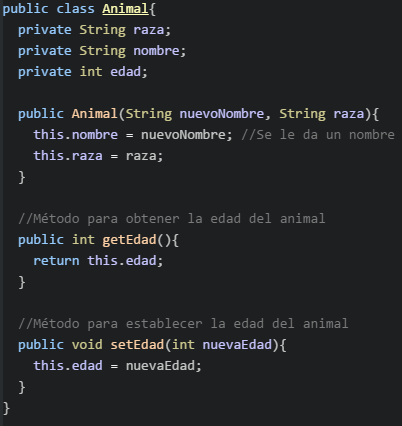 public class Animal{
  private String raza;
  private String nombre;
  private int edad;

  public Animal(String nuevoNombre, String raza){
    this.nombre = nuevoNombre; //Se le da un nombre
    this.raza = raza;
  }

  //Método para obtener la edad del animal
  public int getEdad(){
    return this.edad;
  }

  //Método para establecer la edad del animal
  public void setEdad(int nuevaEdad){
    this.edad = nuevaEdad;
  }
}